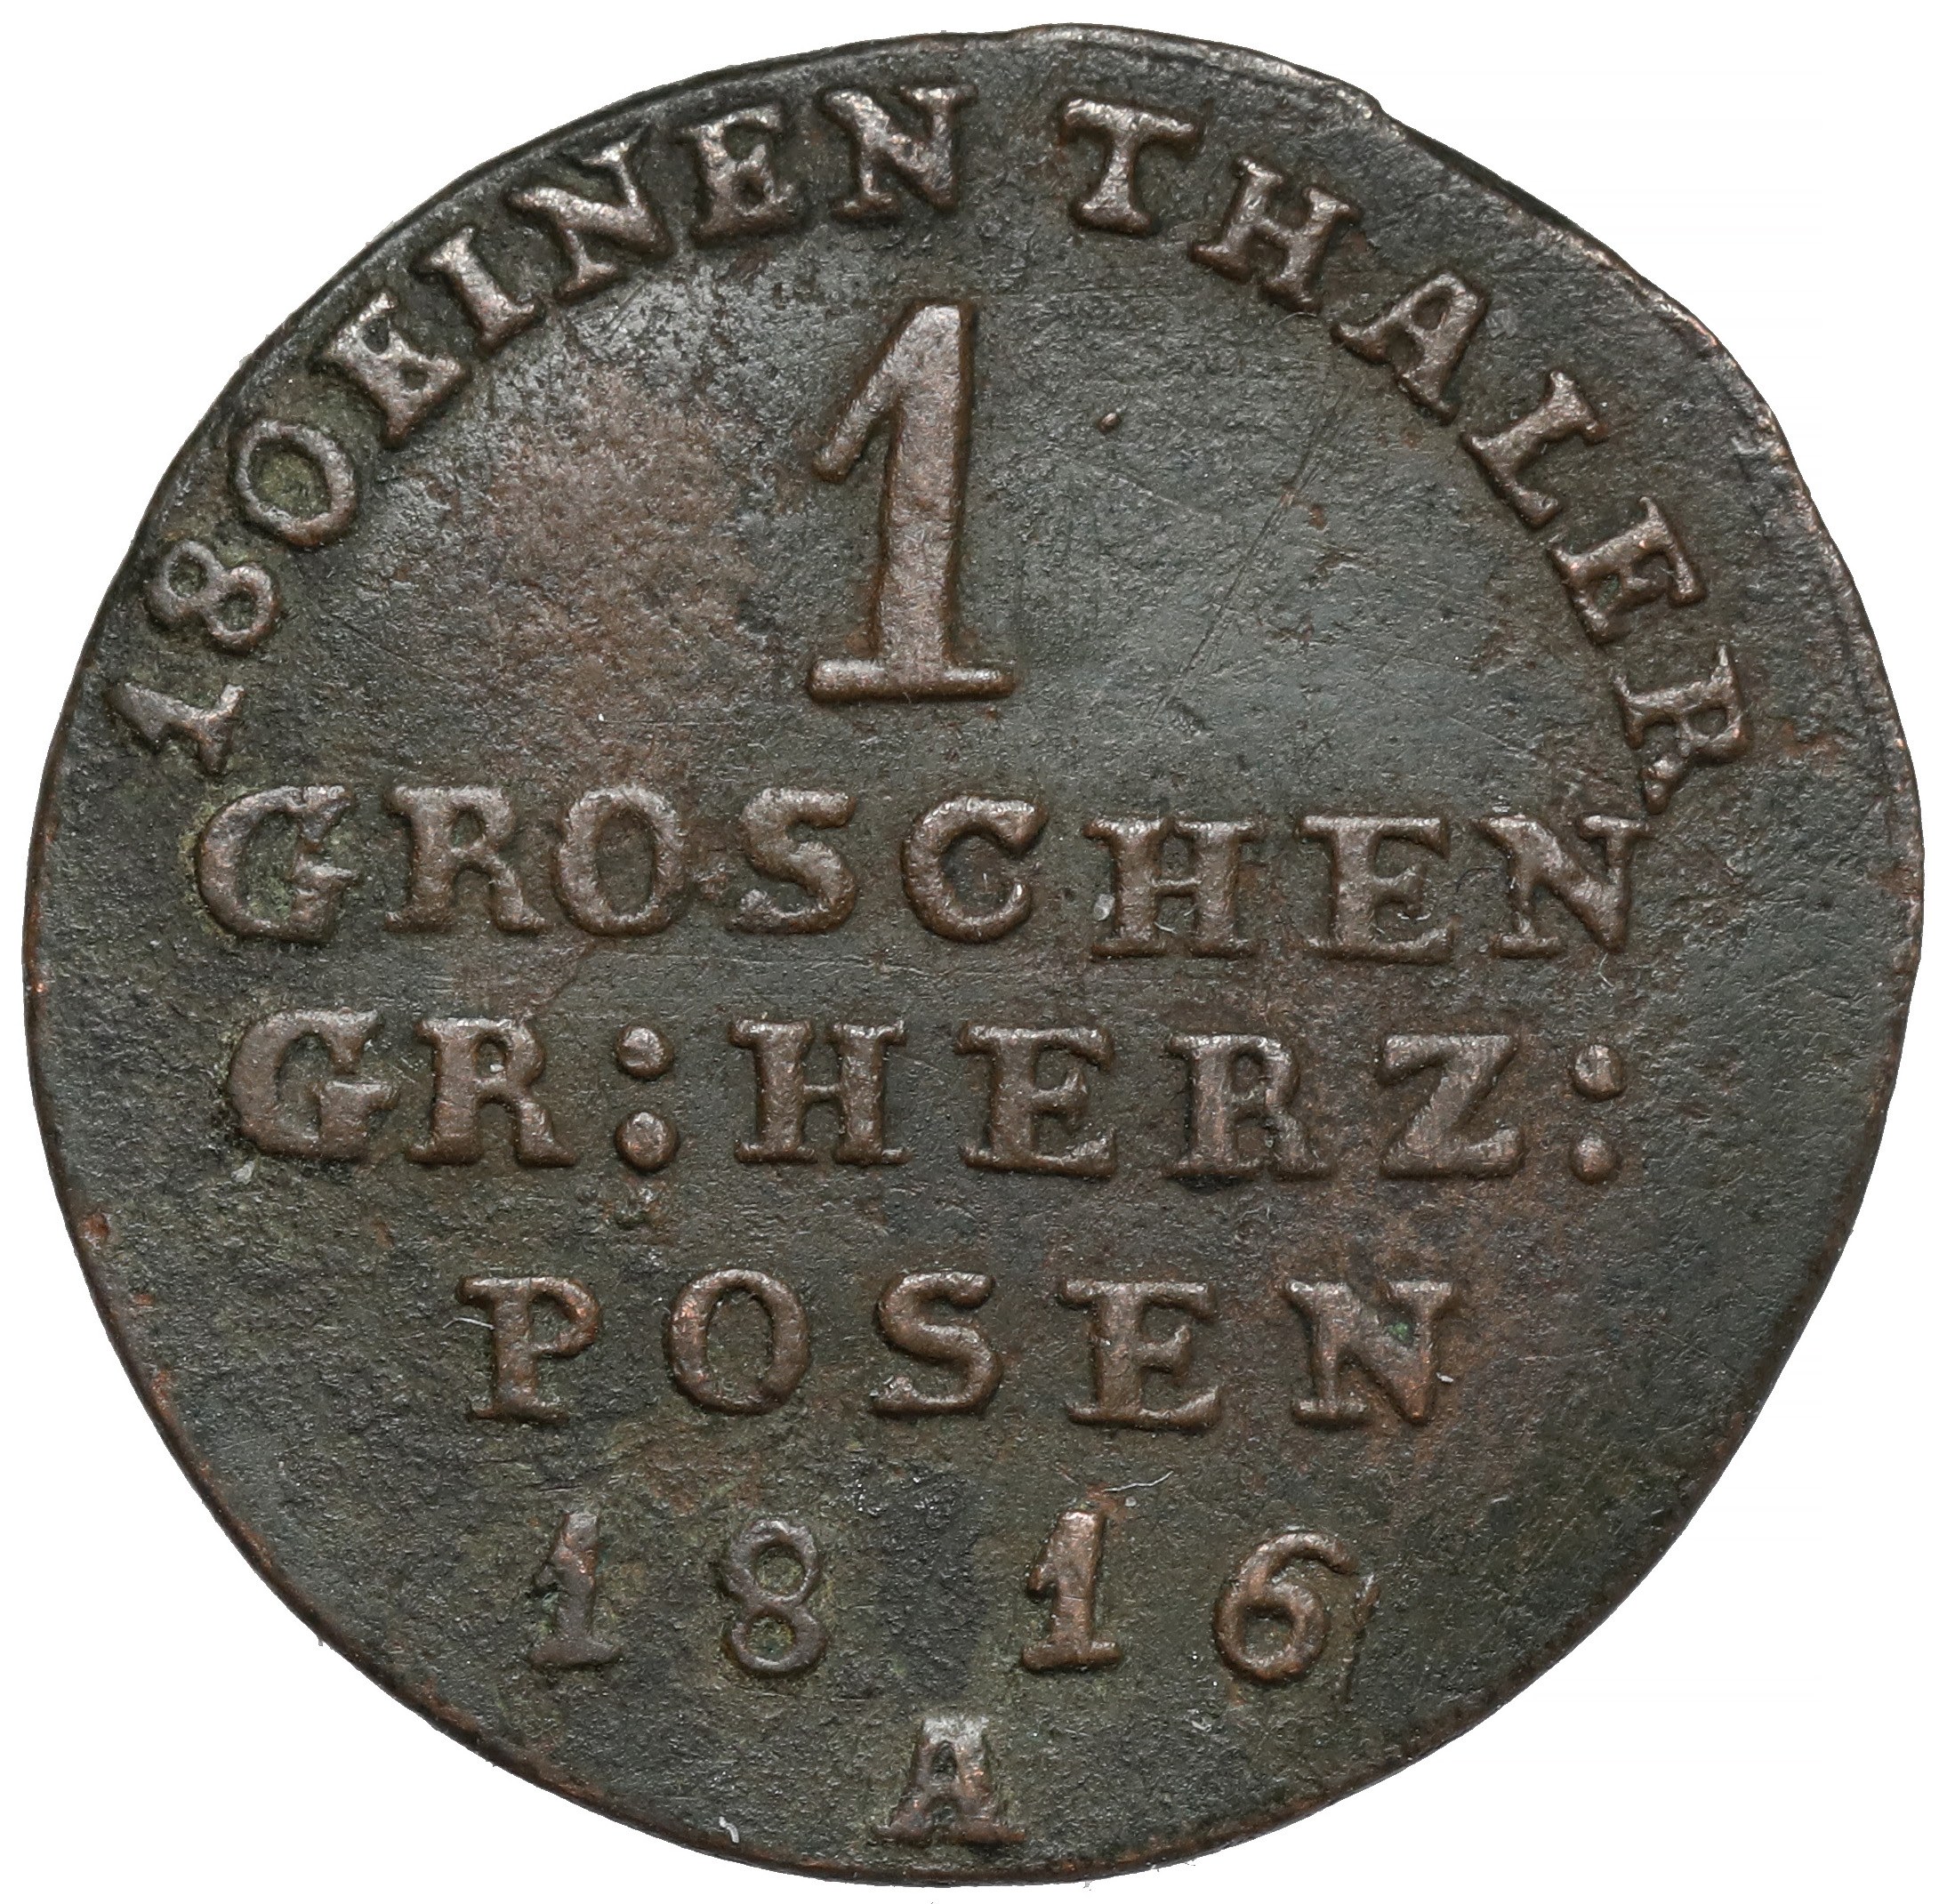 180 EINEN THALER.
1
GROSCHEN
GR: HERZ:
POSEN
1816
A